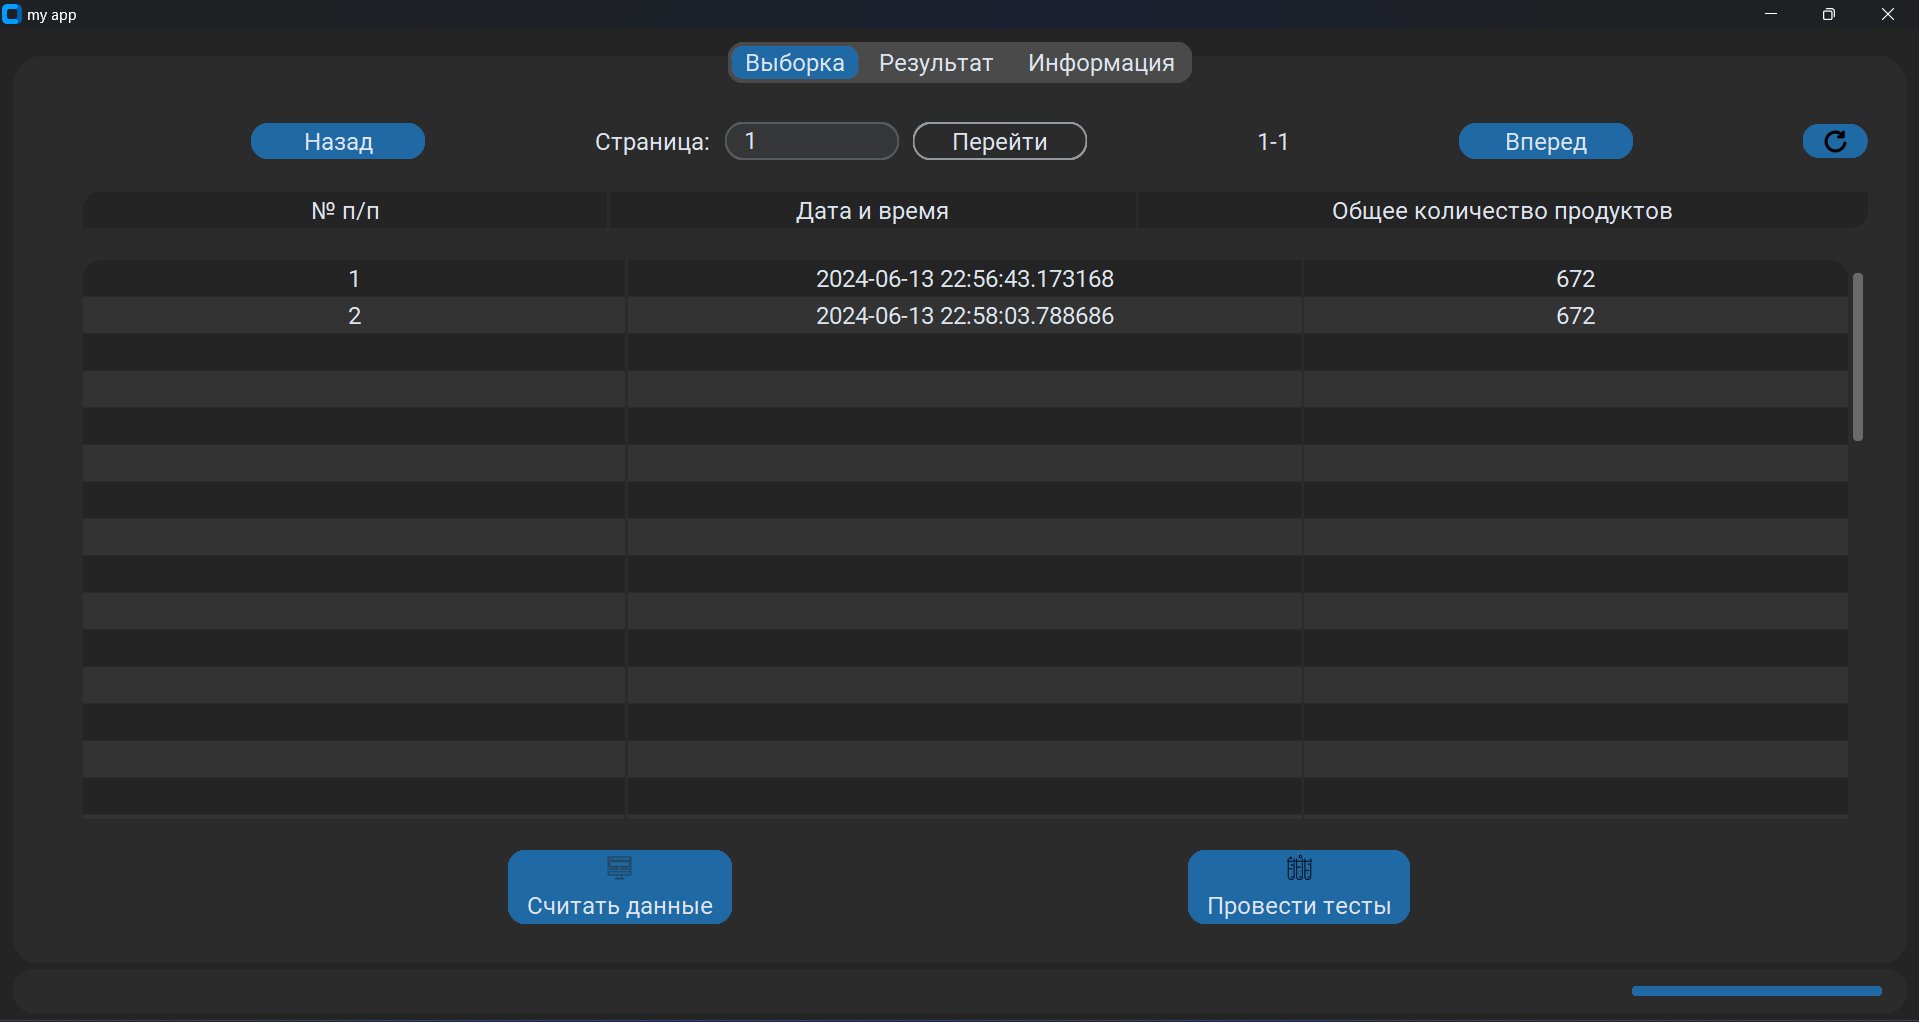 my app
Выборка Результат Информация
Назад Страница: 1 Перейти 1-1 Вперед
№ п/п Дата и время Общее количество продуктов
1 2024-06-13 22:56:43.173168 672
2 2024-06-13 22:58:03.788686 672
Считать данные Провести тесты